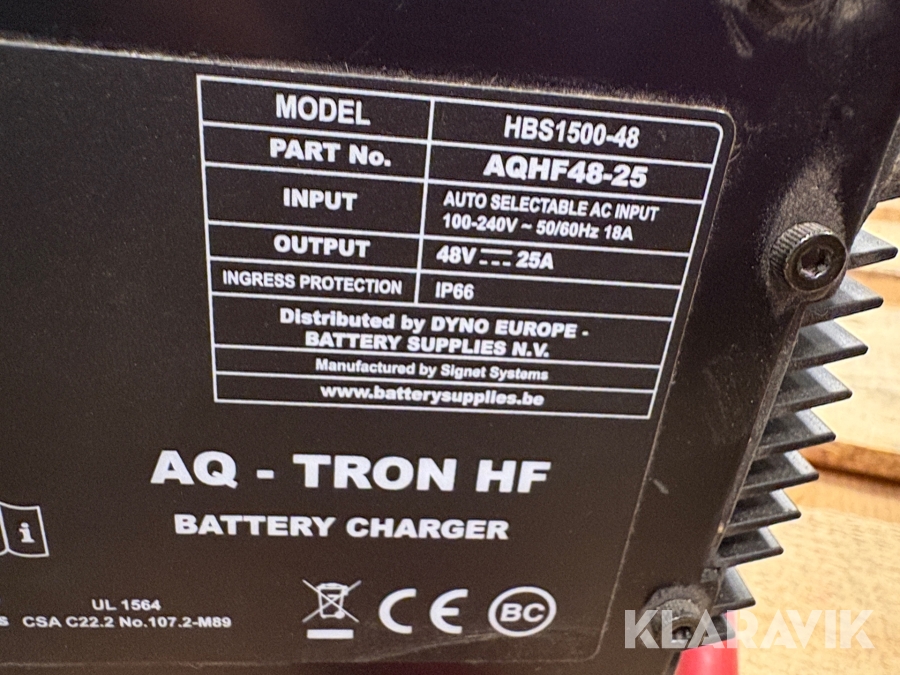 MODEL HBS1500-48
PART No. AQHF48-25
INPUT AUTO SELECTABLE AC INPUT
100-240V ~ 50/60Hz 18A
OUTPUT 48V ⎓ 25A
INGRESS PROTECTION IP66
Distributed by DYNO EUROPE -
BATTERY SUPPLIES N.V.
Manufactured by Signet Systems
www.batterysupplies.be
AQ - TRON HF
BATTERY CHARGER
i
UL 1564
CSA C22.2 No.107.2-M89
CE BC
KLARAVIK